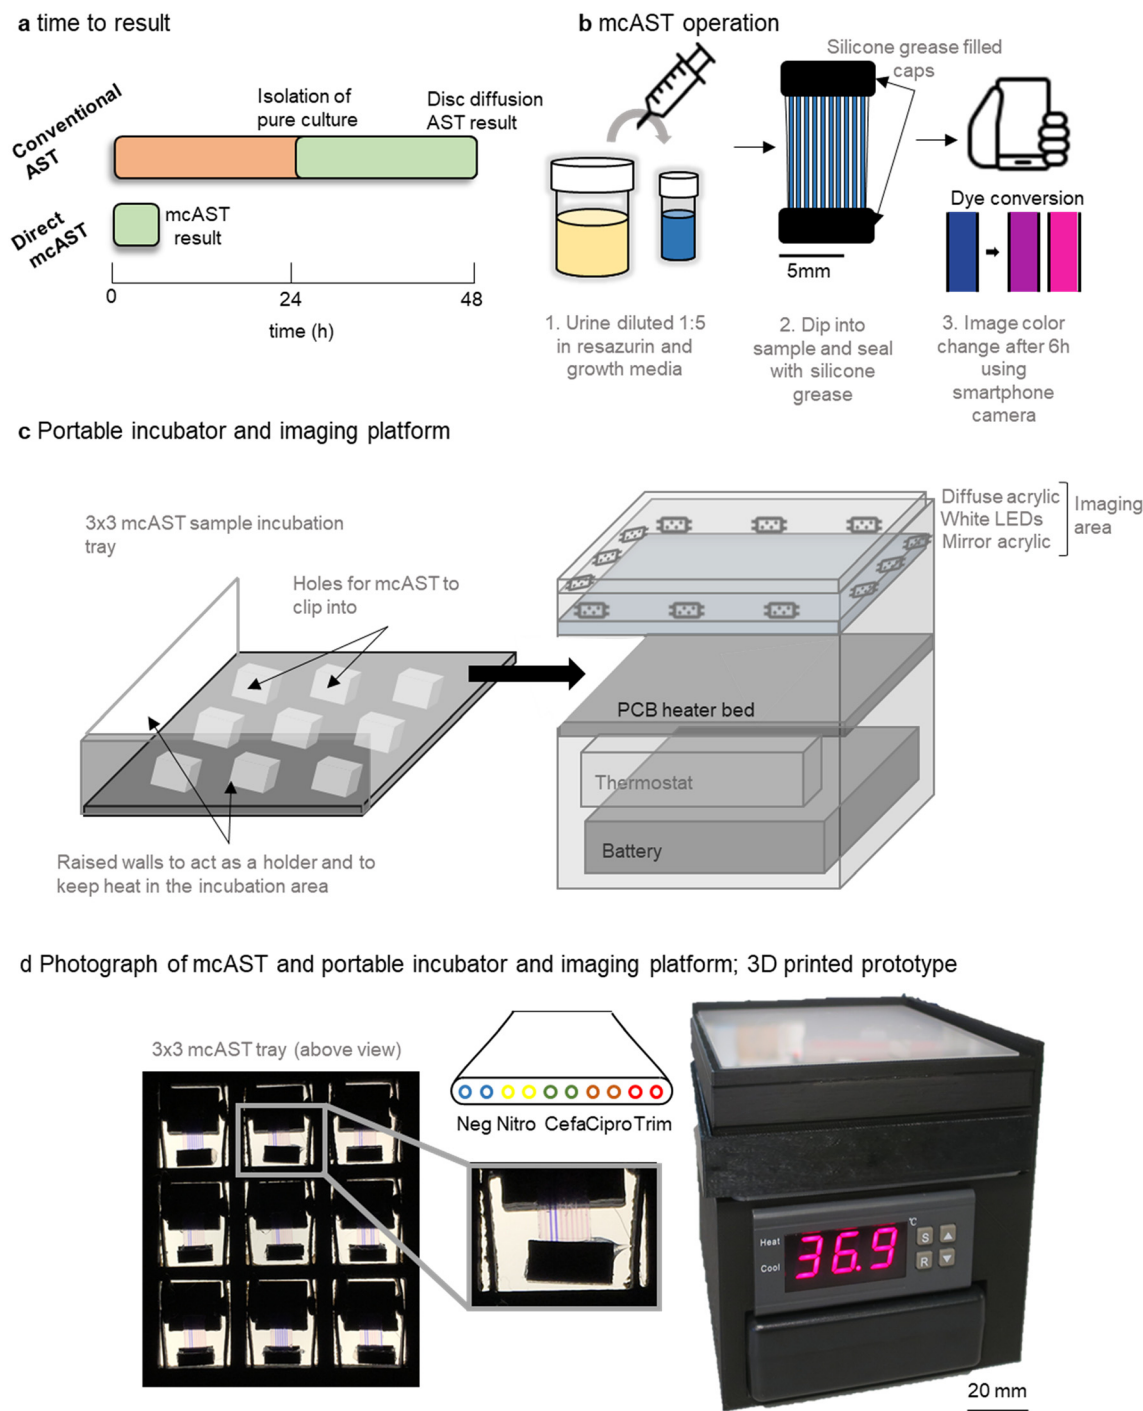 a time to result
Conventional
AST
Isolation of
pure culture
Disc diffusion
AST result
Direct
mcAST
mcAST
result
0
24
48
time (h)
b mcAST operation
Silicone grease filled
caps
5mm
Dye conversion
1. Urine diluted 1:5
in resazurin and
growth media
2. Dip into
sample and seal
with silicone
grease
3. Image color
change after 6h
using
smartphone
camera
c Portable incubator and imaging platform
3x3 mcAST sample incubation
tray
Holes for mcAST to
clip into
Raised walls to act as a holder and to
keep heat in the incubation area
Diffuse acrylic
White LEDs
Mirror acrylic
Imaging
area
PCB heater bed
Thermostat
Battery
d Photograph of mcAST and portable incubator and imaging platform; 3D printed prototype
3x3 mcAST tray (above view)
Neg Nitro CefaCiproTrim
°C
Heat
Cool
36.9
S
R
20 mm